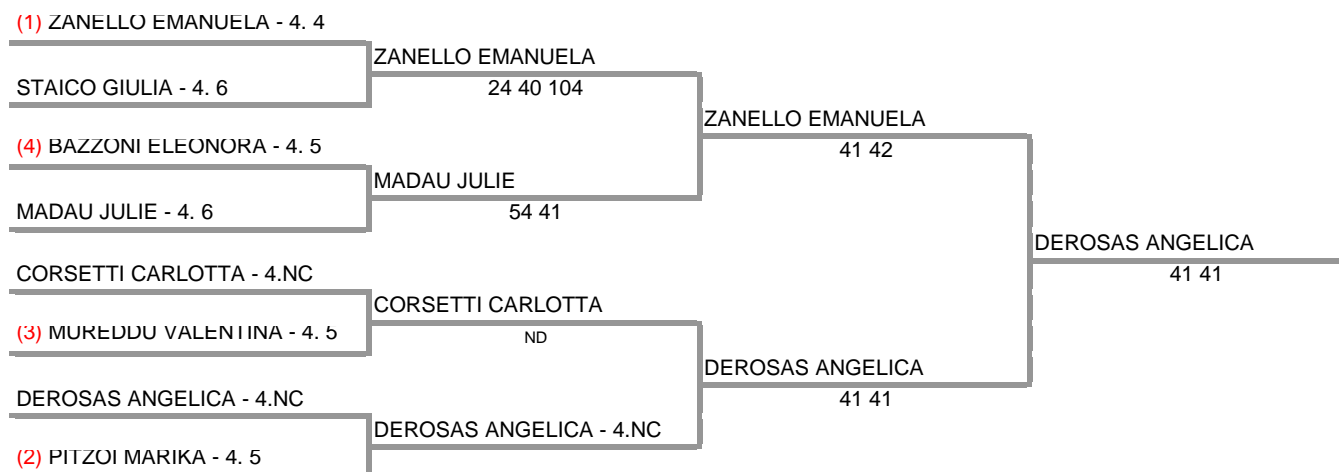 (1) ZANELLO EMANUELA - 4. 4
STAICO GIULIA - 4. 6
(4) BAZZONI ELEONORA - 4. 5
MADAU JULIE - 4. 6
CORSETTI CARLOTTA - 4.NC
(3) MUREDDU VALENTINA - 4. 5
DEROSAS ANGELICA - 4.NC
(2) PITZOI MARIKA - 4. 5
ZANELLO EMANUELA
24 40 104
MADAU JULIE
54 41
CORSETTI CARLOTTA
ND
DEROSAS ANGELICA - 4.NC
ZANELLO EMANUELA
41 42
DEROSAS ANGELICA
41 41
DEROSAS ANGELICA
41 41